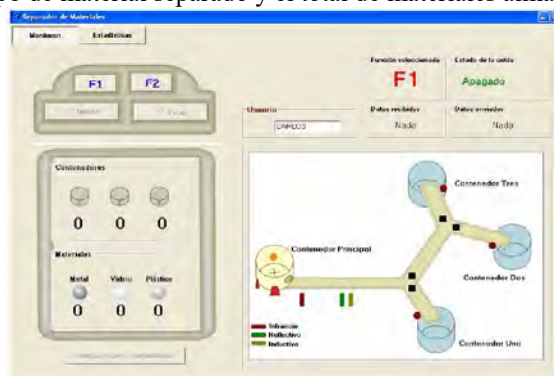 de material separado y el total de materiales
Separador de Materiales
Monitoreo
Estadísticas
F1
F2
Función seleccionada
F1
Estado de la celda
Apagado
Usuario
CARLOS
Datos recibidos
Nada
Datos enviados
Nada
Contenedores
0 0 0
Materiales
Metal Vidrio Plástico
0 0 0
Contenedor Tres
Contenedor Principal
Contenedor Dos
Contenedor Uno
Infrarrojo
Reflectivo
Inductivo